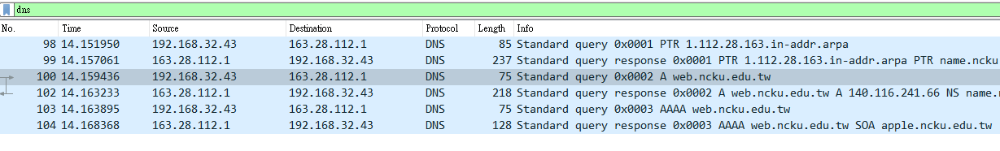 dns
No. Time Source Destination Protocol Length Info
98 14.151950 192.168.32.43 163.28.112.1 DNS 85 Standard query 0x0001 PTR 1.112.28.163.in-addr.arpa
99 14.157061 163.28.112.1 192.168.32.43 DNS 237 Standard query response 0x0001 PTR 1.112.28.163.in-addr.arpa PTR name.ncku
100 14.159436 192.168.32.43 163.28.112.1 DNS 75 Standard query 0x0002 A web.ncku.edu.tw
102 14.163233 163.28.112.1 192.168.32.43 DNS 218 Standard query response 0x0002 A web.ncku.edu.tw A 140.116.241.66 NS name.
103 14.163895 192.168.32.43 163.28.112.1 DNS 75 Standard query 0x0003 AAAA web.ncku.edu.tw
104 14.168368 163.28.112.1 192.168.32.43 DNS 128 Standard query response 0x0003 AAAA web.ncku.edu.tw SOA apple.ncku.edu.tw